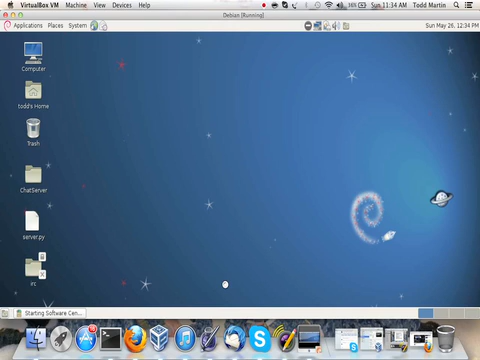 VirtualBox VM Machine View Devices Help Sun 11:34 AM Todd Martin
Debian [Running]
Applications Places System Sun May 26, 12:34 PM
Computer
todd's Home
Trash
ChatServer
server.py
irc
Starting Software Cen...